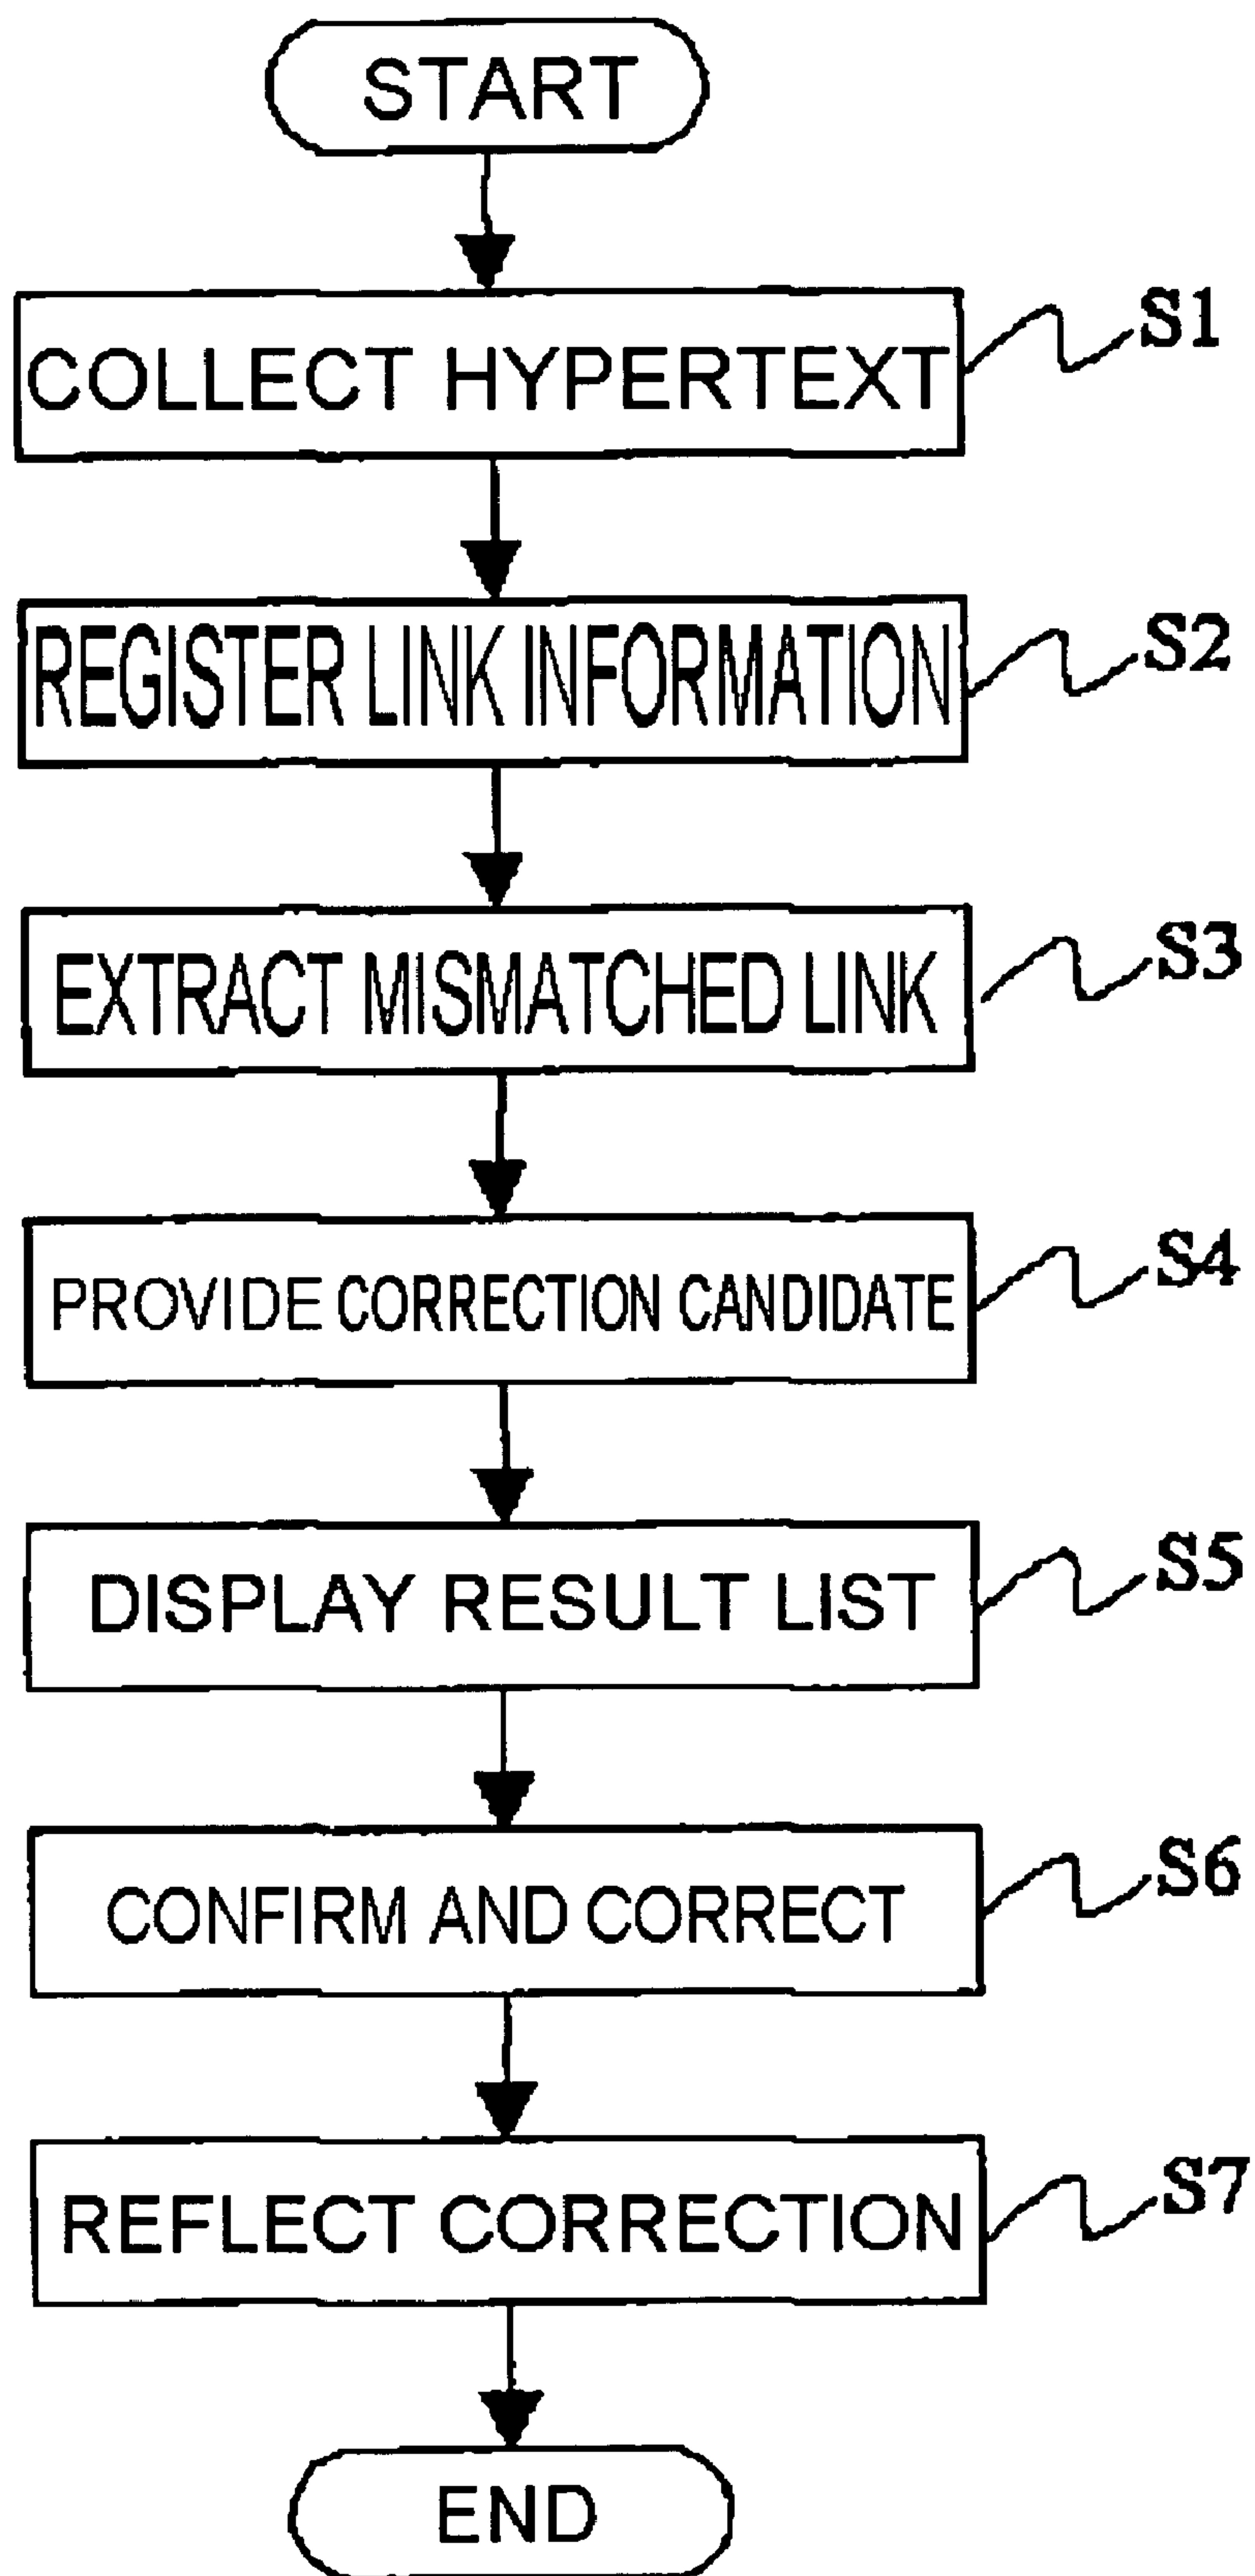 START
COLLECT HYPERTEXT S1
REGISTER LINK INFORMATION S2
EXTRACT MISMATCHED LINK S3
PROVIDE CORRECTION CANDIDATE S4
DISPLAY RESULT LIST S5
CONFIRM AND CORRECT S6
REFLECT CORRECTION S7
END